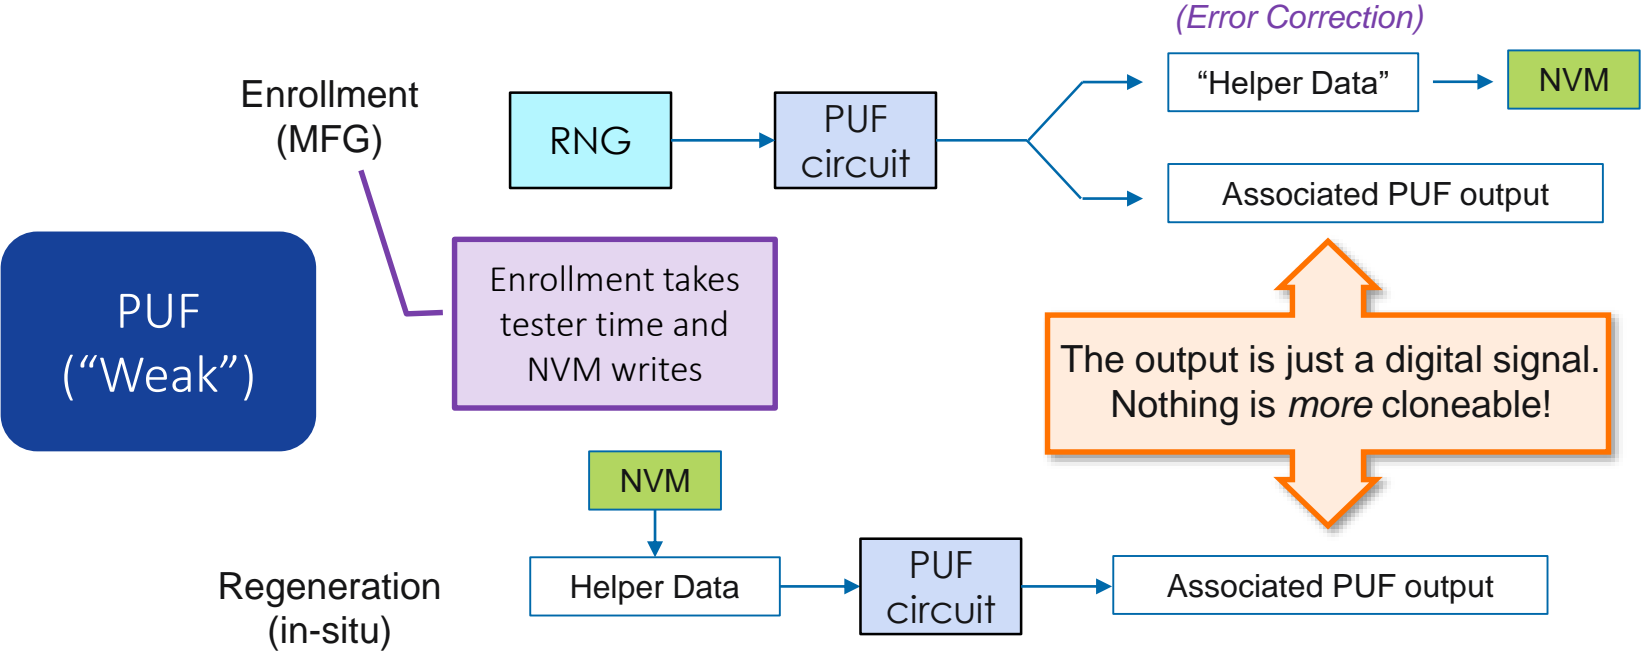 (Error Correction)
Enrollment
(MFG)
RNG
PUF
circuit
“Helper Data”
NVM
Associated PUF output
PUF
(“Weak”)
Enrollment takes
tester time and
NVM writes
The output is just a digital signal.
Nothing is more cloneable!
NVM
Regeneration
(in-situ)
Helper Data
PUF
circuit
Associated PUF output